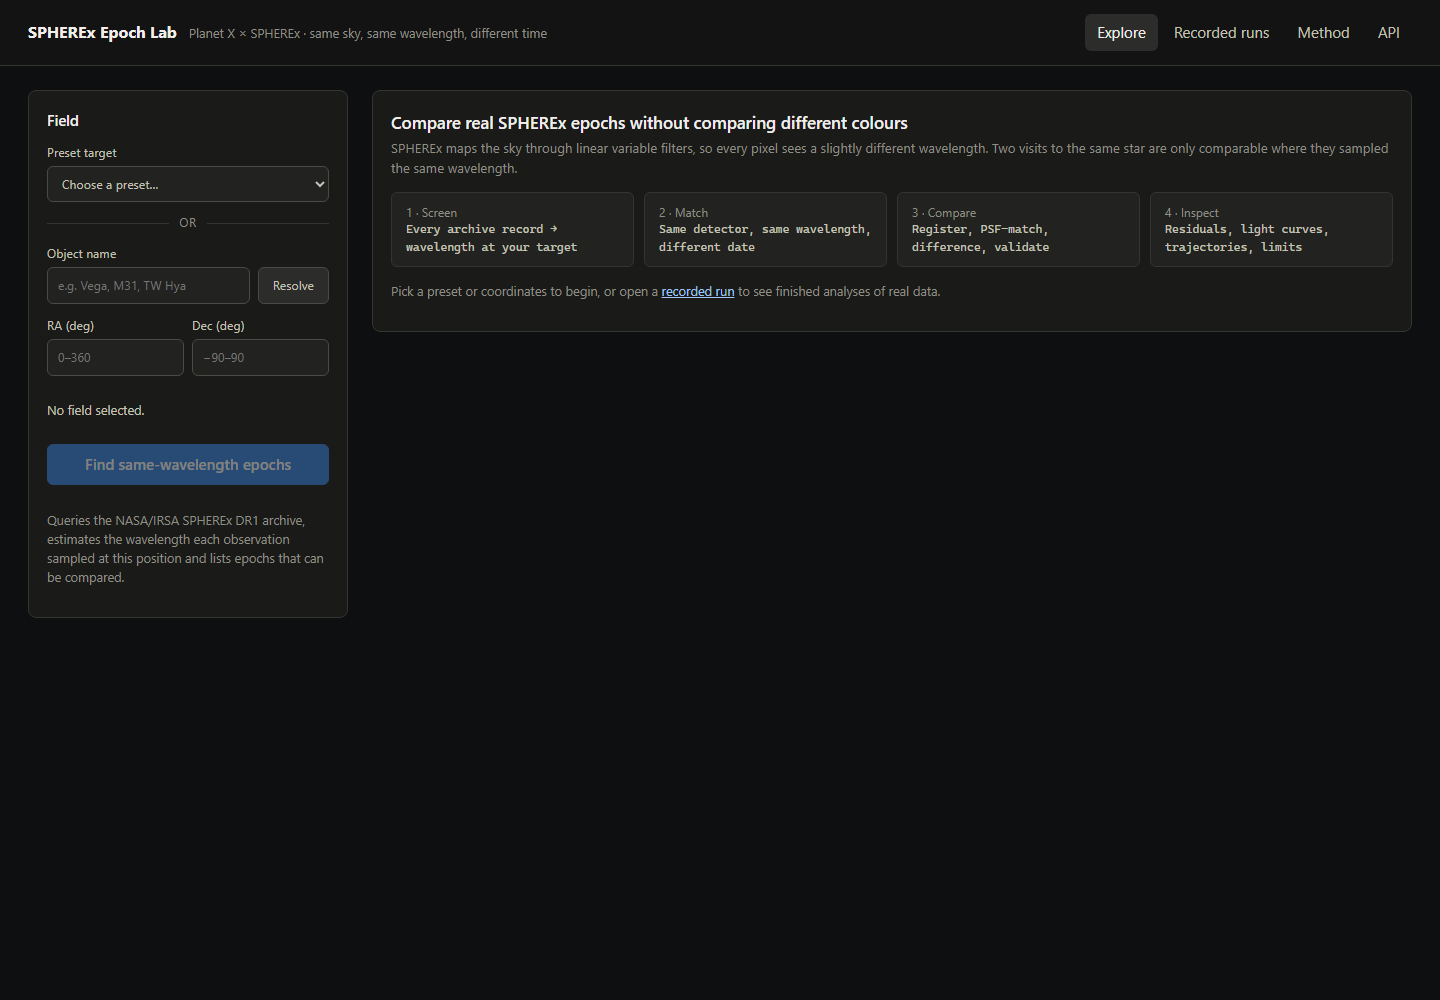 SPHEREx Epoch Lab Planet X × SPHEREx · same sky, same wavelength, different time
Explore Recorded runs Method API
Field
Preset target
Choose a preset...
OR
Object name
e.g. Vega, M31, TW Hya Resolve
RA (deg) Dec (deg)
0–360 −90–90
No field selected.
Find same-wavelength epochs
Queries the NASA/IRSA SPHEREx DR1 archive,
estimates the wavelength each observation
sampled at this position and lists epochs that can
be compared.
Compare real SPHEREx epochs without comparing different colours
SPHEREx maps the sky through linear variable filters, so every pixel sees a slightly different wavelength. Two visits to the same star are only comparable where they sampled
the same wavelength.
1 · Screen
Every archive record →
wavelength at your target
2 · Match
Same detector, same wavelength,
different date
3 · Compare
Register, PSF-match,
difference, validate
4 · Inspect
Residuals, light curves,
trajectories, limits
Pick a preset or coordinates to begin, or open a recorded run to see finished analyses of real data.